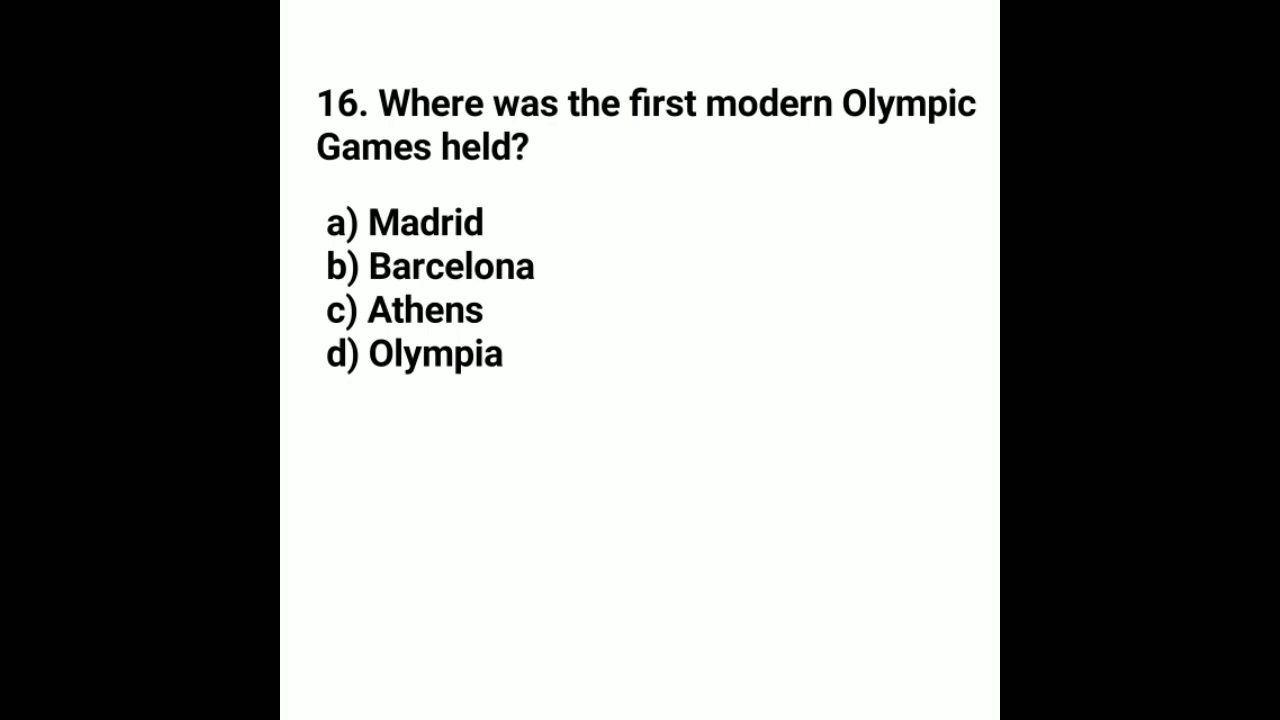 16. Where was the first modern Olympic
Games held?
a) Madrid
b) Barcelona
c) Athens
d) Olympia